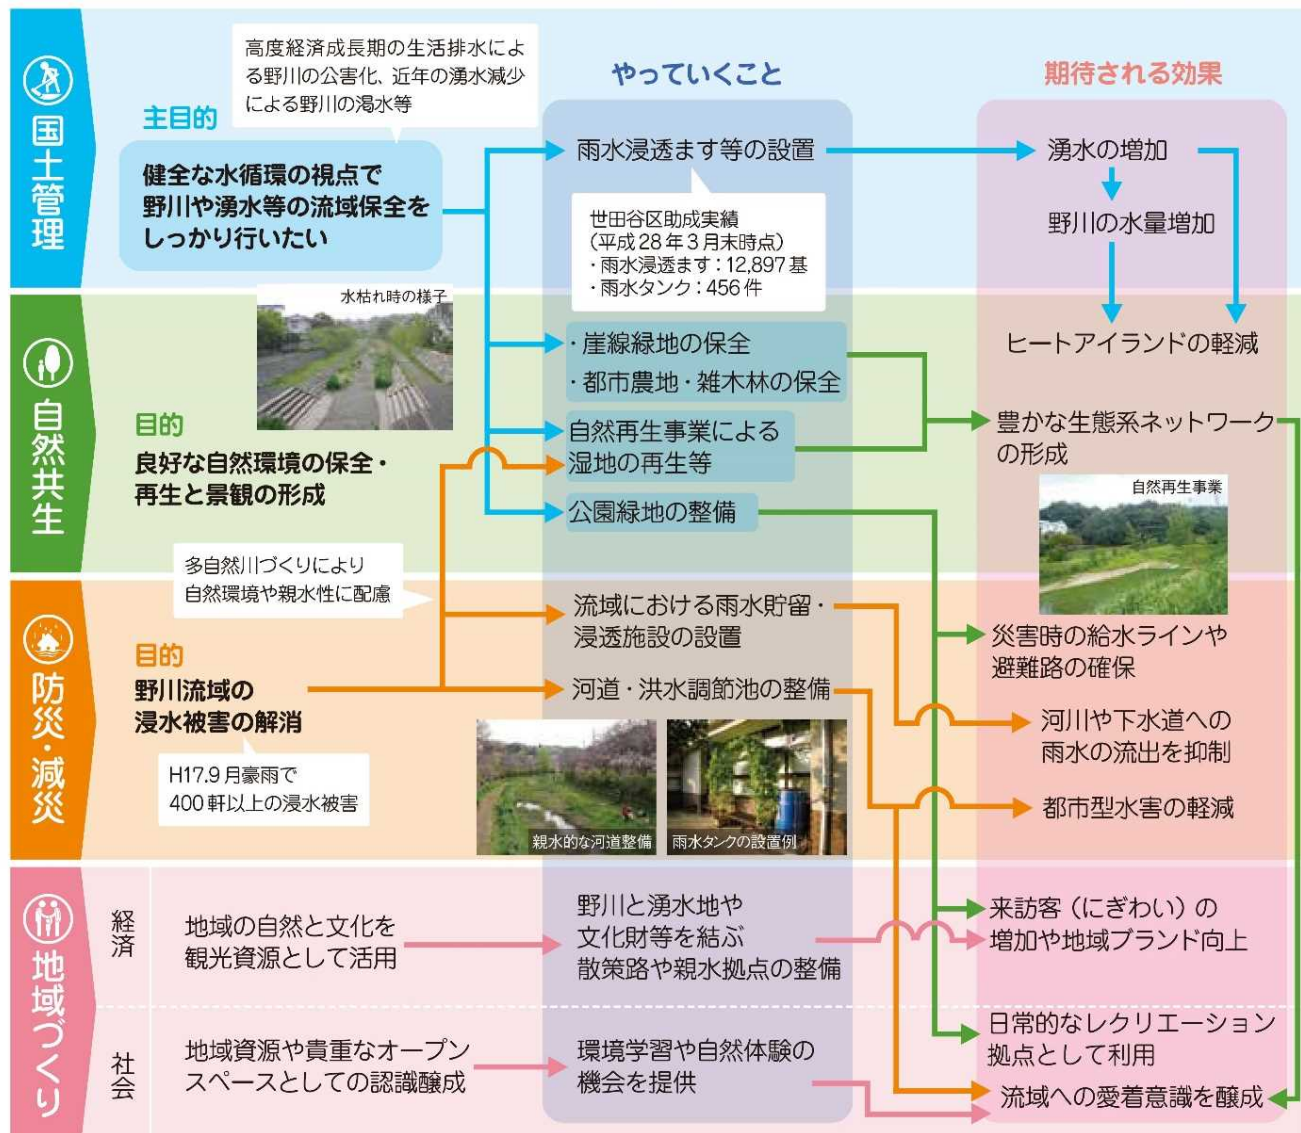 国土管理
主目的
高度経済成長期の生活排水によ
る野川の公害化、近年の湧水減少
による野川の渇水等
健全な水循環の視点で
野川や湧水等の流域保全を
しっかり行いたい
やっていくこと
期待される効果
雨水浸透ます等の設置
世田谷区助成実績
(平成28年3月末時点)
・雨水浸透ます:12,897基
・雨水タンク:456件
湧水の増加
野川の水量増加
ヒートアイランドの軽減
自然共生
水枯れ時の様子
目的
良好な自然環境の保全・
再生と景観の形成
・崖線緑地の保全
・都市農地・雑木林の保全
自然再生事業による
湿地の再生等
公園緑地の整備
豊かな生態系ネットワーク
の形成
自然再生事業
多自然川づくりにより
自然環境や親水性に配慮
防災・減災
目的
野川流域の
浸水被害の解消
H17.9月豪雨で
400軒以上の浸水被害
流域における雨水貯留・
浸透施設の設置
河道・洪水調節池の整備
親水的な河道整備
雨水タンクの設置例
災害時の給水ラインや
避難路の確保
河川や下水道への
雨水の流出を抑制
都市型水害の軽減
地域づくり
経済
地域の自然と文化を
観光資源として活用
野川と湧水地や
文化財等を結ぶ
散策路や親水拠点の整備
来訪客(にぎわい)の
増加や地域ブランド向上
社会
地域資源や貴重なオープン
スペースとしての認識醸成
環境学習や自然体験の
機会を提供
日常的なレクリエーション
拠点として利用
流域への愛着意識を醸成